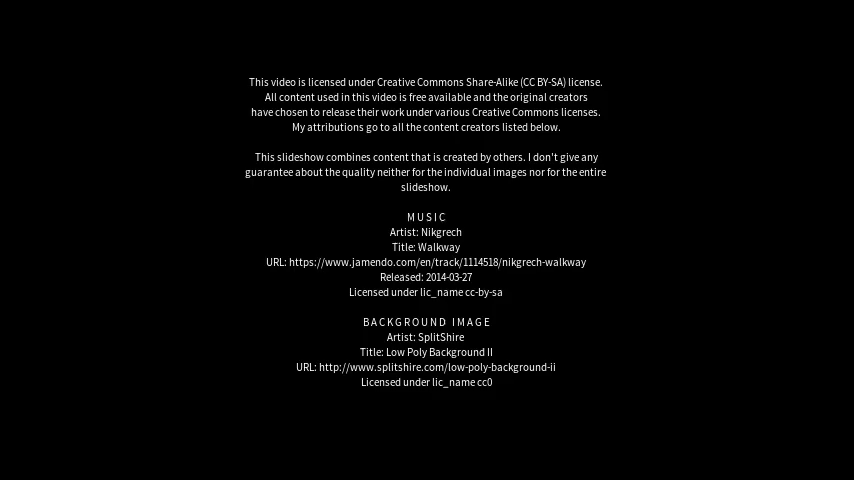 This video is licensed under Creative Commons Share-Alike (CC BY-SA) license.
All content used in this video is free available and the original creators
have chosen to release their work under various Creative Commons licenses.
My attributions go to all the content creators listed below.
This slideshow combines content that is created by others. I don't give any
guarantee about the quality neither for the individual images nor for the entire
slideshow.
MUSIC
Artist: Nikgrech
Title: Walkway
URL: https://www.jamendo.com/en/track/1114518/nikgrech-walkway
Released: 2014-03-27
Licensed under lic_name cc-by-sa
BACKGROUND IMAGE
Artist: SplitShire
Title: Low Poly Background II
URL: http://www.splitshire.com/low-poly-background-ii
Licensed under lic_name cc0